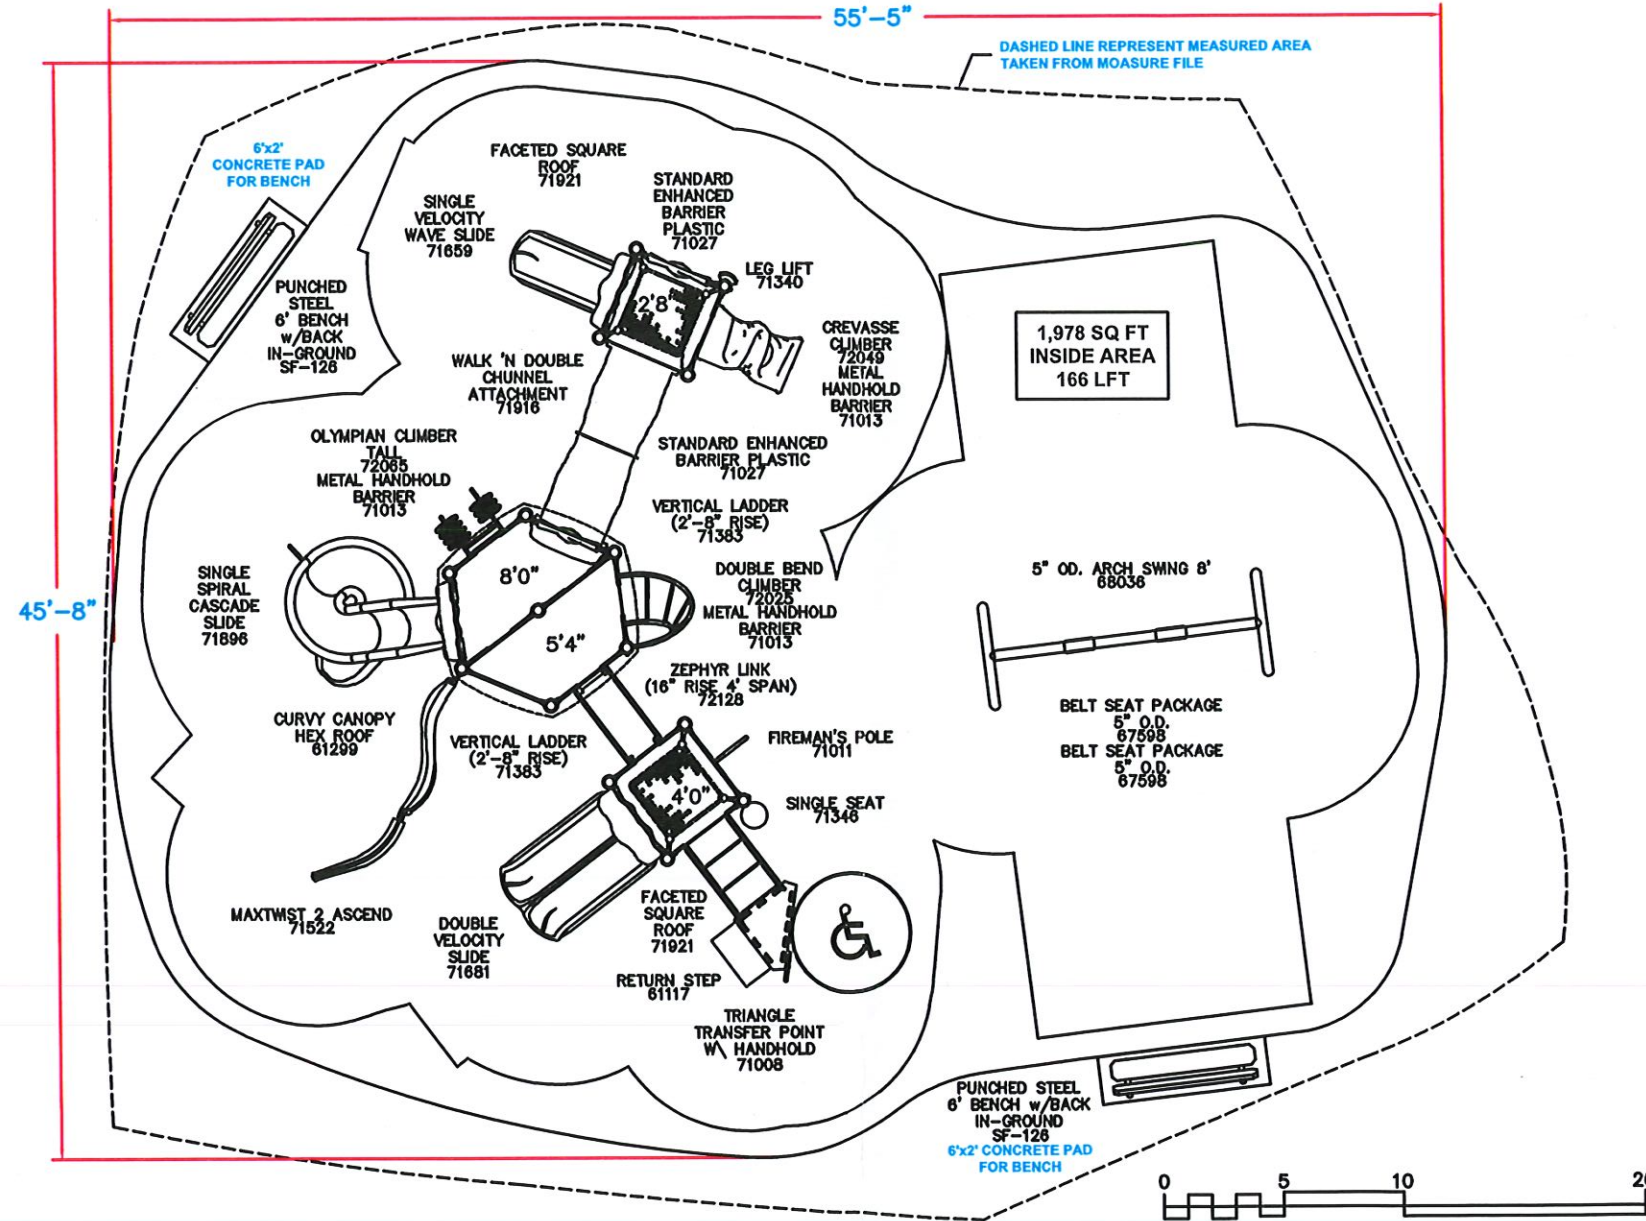 55'-5"
DASHED LINE REPRESENT MEASURED AREA
TAKEN FROM MOASURE FILE
6'x2'
CONCRETE PAD
FOR BENCH
FACETED SQUARE
ROOF
71921
STANDARD
ENHANCED
BARRIER
PLASTIC
71027
SINGLE
VELOCITY
WAVE SLIDE
71659
LEG LIFT
71340
2'8"
PUNCHED
STEEL
6' BENCH
w/BACK
IN-GROUND
SF-126
CREVASSE
CLIMBER
72049
METAL
HANDHOLD
BARRIER
71013
1,978 SQ FT
INSIDE AREA
166 LFT
WALK 'N DOUBLE
CHUNNEL
ATTACHMENT
71916
OLYMPIAN CLIMBER
TALL
72065
METAL HANDHOLD
BARRIER
71013
STANDARD ENHANCED
BARRIER PLASTIC
71027
VERTICAL LADDER
(2'-8" RISE)
71383
8'0"
5'4"
SINGLE
SPIRAL
CASCADE
SLIDE
71896
45'-8"
DOUBLE BEND
CLIMBER
72025
METAL HANDHOLD
BARRIER
71013
5" OD. ARCH SWING 8'
68036
ZEPHYR LINK
(16" RISE 4' SPAN)
72128
CURVY CANOPY
HEX ROOF
61299
VERTICAL LADDER
(2'-8" RISE)
71383
FIREMAN'S POLE
71011
BELT SEAT PACKAGE
5" O.D.
67598
BELT SEAT PACKAGE
5" O.D.
67598
4'0"
SINGLE SEAT
71346
MAXTWIST 2 ASCEND
71522
DOUBLE
VELOCITY
SLIDE
71681
FACETED
SQUARE
ROOF
71921
RETURN STEP
61117
TRIANGLE
TRANSFER POINT
W\ HANDHOLD
71008
PUNCHED STEEL
6' BENCH w/BACK
IN-GROUND
SF-126
6'x2' CONCRETE PAD
FOR BENCH
0 5 10 20